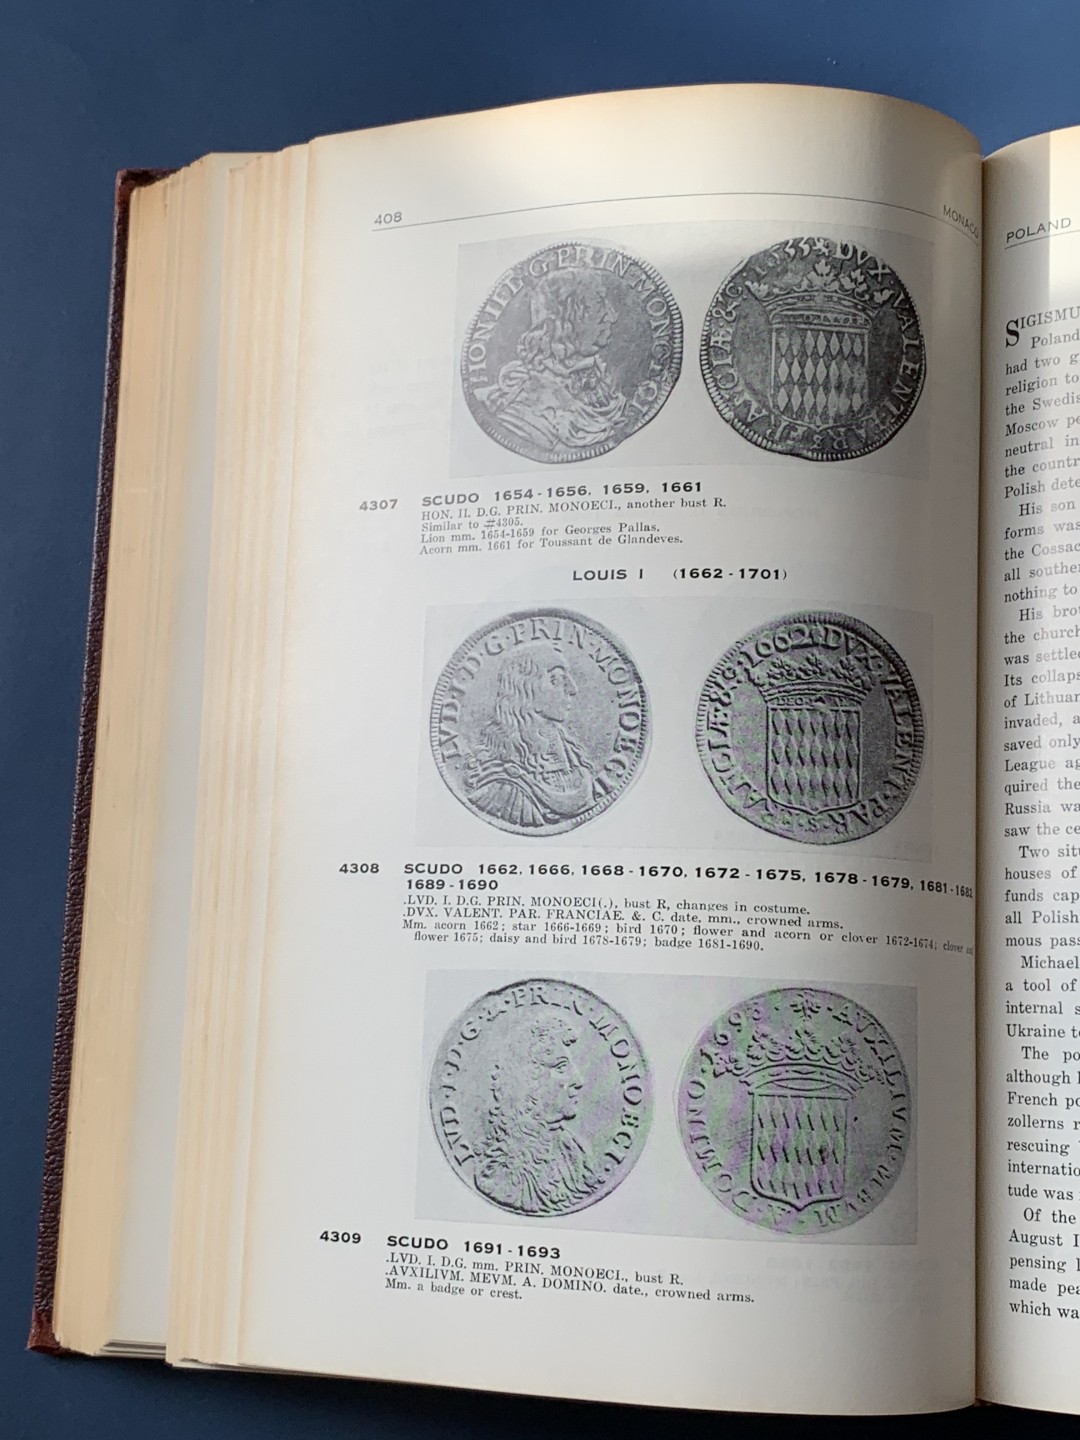 408
MONACO
HON. II. D. G. PRIN. MONOECI
1655 DVX. VALENT. PAR. FRANCIÆ. &c.
4307 SCUDO 1654-1656, 1659, 1661
HON. II. D.G. PRIN. MONOECI., another bust R.
Similar to #4305.
Lion mm. 1654-1659 for Georges Pallas.
Acorn mm. 1661 for Toussant de Glandeves.
LOUIS I (1662-1701)
LVD. I. D. G. PRIN. MONOECI
1662. DVX. VALENT. PAR. FRANCIÆ. &c.
4308 SCUDO 1662, 1666, 1668-1670, 1672-1675, 1678-1679, 1681-1682
1689-1690
.LVD. I. D.G. PRIN. MONOECI(.), bust R, changes in costume.
.DVX. VALENT. PAR. FRANCIAE. &. C. date, mm., crowned arms.
Mm. acorn 1662; star 1666-1669; bird 1670; flower and acorn or clover 1672-1674; clover and
flower 1675; daisy and bird 1678-1679; badge 1681-1690.
LVD. I. D. G. PRIN. MONOECI.
AVXILIVM. MEVM. A. DOMINO. 1693.
4309 SCUDO 1691-1693
.LVD. I. D.G. mm. PRIN. MONOECI., bust R.
.AVXILIVM. MEVM. A. DOMINO. date., crowned arms.
Mm. a badge or crest.
POLAND
SIGISMU
Poland
had two g
religion to
the Swedis
Moscow pe
neutral in
the countr
Polish dete
His son
forms was
the Cossac
all souther
nothing to
His bro
the church
was settle
Its collaps
of Lithuan
invaded, a
saved only
League ag
quired the
Russia wa
saw the ce
Two situ
houses of
funds cap
all Polish
mous pass
Michael
a tool of
internal s
Ukraine to
The po
although l
French po
zollerns r
rescuing
internatio
tude was
Of the
August I
pensing l
made pea
which wa